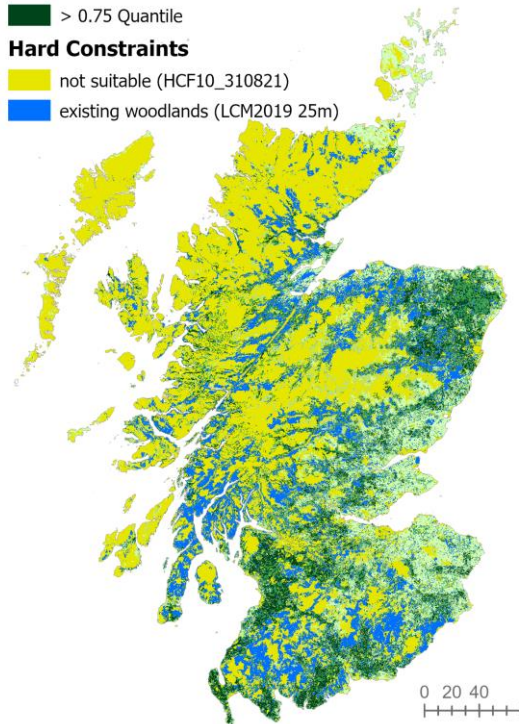 > 0.75 Quantile
Hard Constraints
not suitable (HCF10_310821)
existing woodlands (LCM2019 25m)
0 20 40